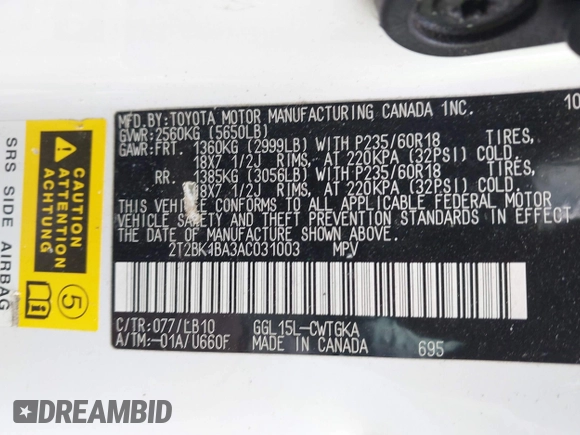 MFD.BY:TOYOTA MOTOR MANUFACTURING CANADA INC. 10
GVWR:2560KG(5650LB)
GAWR:FRT. 1360KG(2999LB)WITH P235/60R18 TIRES,
18X7 1/2J RIMS, AT 220KPA(32PSI)COLD.
RR. 1385KG(3056LB)WITH P235/60R18 TIRES,
18X7 1/2J RIMS, AT 220KPA(32PSI)COLD.
THIS VEHICLE CONFORMS TO ALL APPLICABLE FEDERAL MOTOR
VEHICLE SAFETY AND THEFT PREVENTION STANDARDS IN EFFECT
THE DATE OF MANUFACTURE SHOWN ABOVE.
2T2BK4BA3AC031003 MPV
C/TR:077/LB10 GGL15L-CWTGKA
A/TM:-01A/U660F MADE IN CANADA 695
SRS SIDE AIRBAG
CAUTION
ATTENTION
5
DREAMBID